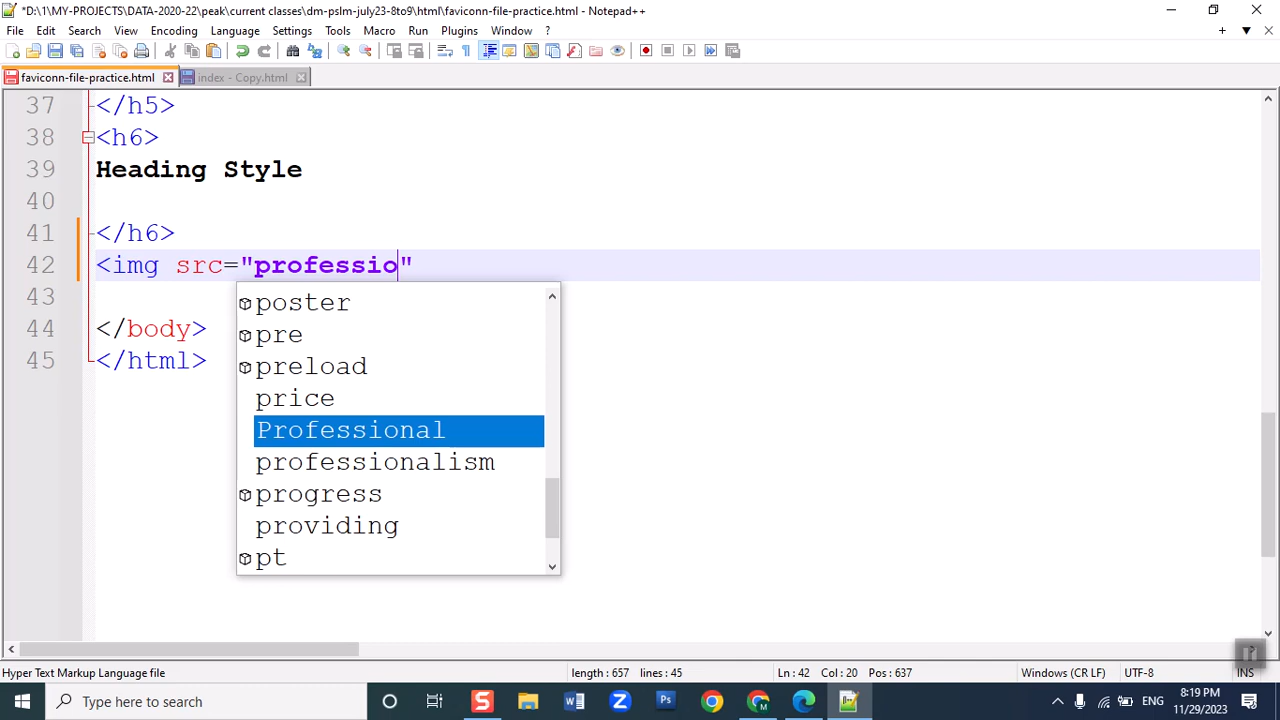 *D:\1\MY-PROJECTS\DATA-2020-22\peak\current classes\dm-pslm-july23-8to9\html\faviconn-file-practice.html - Notepad++
File Edit Search View Encoding Language Settings Tools Macro Run Plugins Window ?
faviconn-file-practice.html index - Copy.html
37 </h5>
38 <h6>
39 Heading Style
40
41 </h6>
42 <img src="professio"
43
44 </body>
45 </html>
poster
pre
preload
price
Professional
professionalism
progress
providing
pt
Hyper Text Markup Language file length : 657 lines : 45 Ln : 42 Col : 20 Pos : 637 Windows (CR LF) UTF-8 INS
Type here to search ENG 8:19 PM
11/29/2023